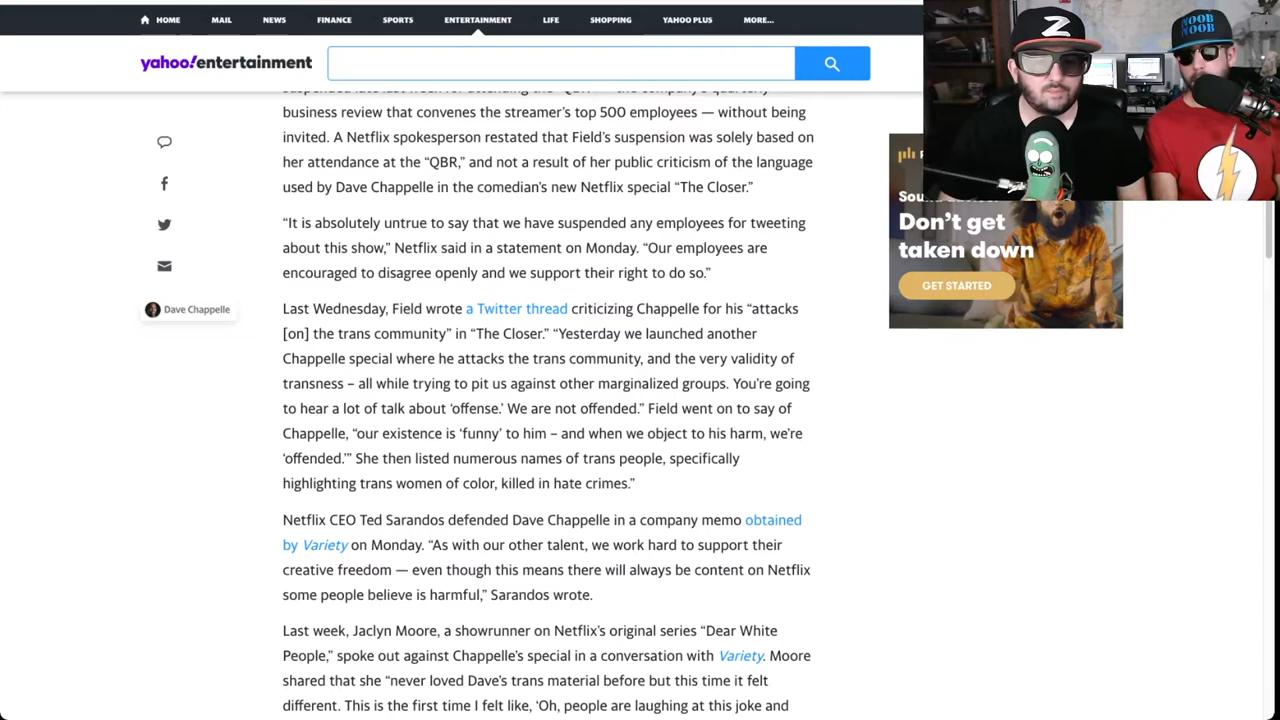 HOME MAIL NEWS FINANCE SPORTS ENTERTAINMENT LIFE SHOPPING YAHOO PLUS MORE...
yahoo!entertainment
suspended late last week for attending the "QBR" — the company's quarterly
business review that convenes the streamer's top 500 employees — without being
invited. A Netflix spokesperson restated that Field's suspension was solely based on
her attendance at the “QBR,” and not a result of her public criticism of the language
used by Dave Chappelle in the comedian's new Netflix special “The Closer.”
“It is absolutely untrue to say that we have suspended any employees for tweeting
about this show,” Netflix said in a statement on Monday. “Our employees are
encouraged to disagree openly and we support their right to do so.”
Dave Chappelle
Last Wednesday, Field wrote a Twitter thread criticizing Chappelle for his “attacks
[on] the trans community” in “The Closer.” “Yesterday we launched another
Chappelle special where he attacks the trans community, and the very validity of
transness – all while trying to pit us against other marginalized groups. You're going
to hear a lot of talk about ‘offense.’ We are not offended.” Field went on to say of
Chappelle, “our existence is ‘funny’ to him – and when we object to his harm, we're
‘offended.’” She then listed numerous names of trans people, specifically
highlighting trans women of color, killed in hate crimes.”
Netflix CEO Ted Sarandos defended Dave Chappelle in a company memo obtained
by Variety on Monday. “As with our other talent, we work hard to support their
creative freedom — even though this means there will always be content on Netflix
some people believe is harmful,” Sarandos wrote.
Last week, Jaclyn Moore, a showrunner on Netflix's original series “Dear White
People,” spoke out against Chappelle's special in a conversation with Variety. Moore
shared that she “never loved Dave's trans material before but this time it felt
different. This is the first time I felt like, ‘Oh, people are laughing at this joke and
Z
NOOB
NOOB
Don't get
taken down
GET STARTED